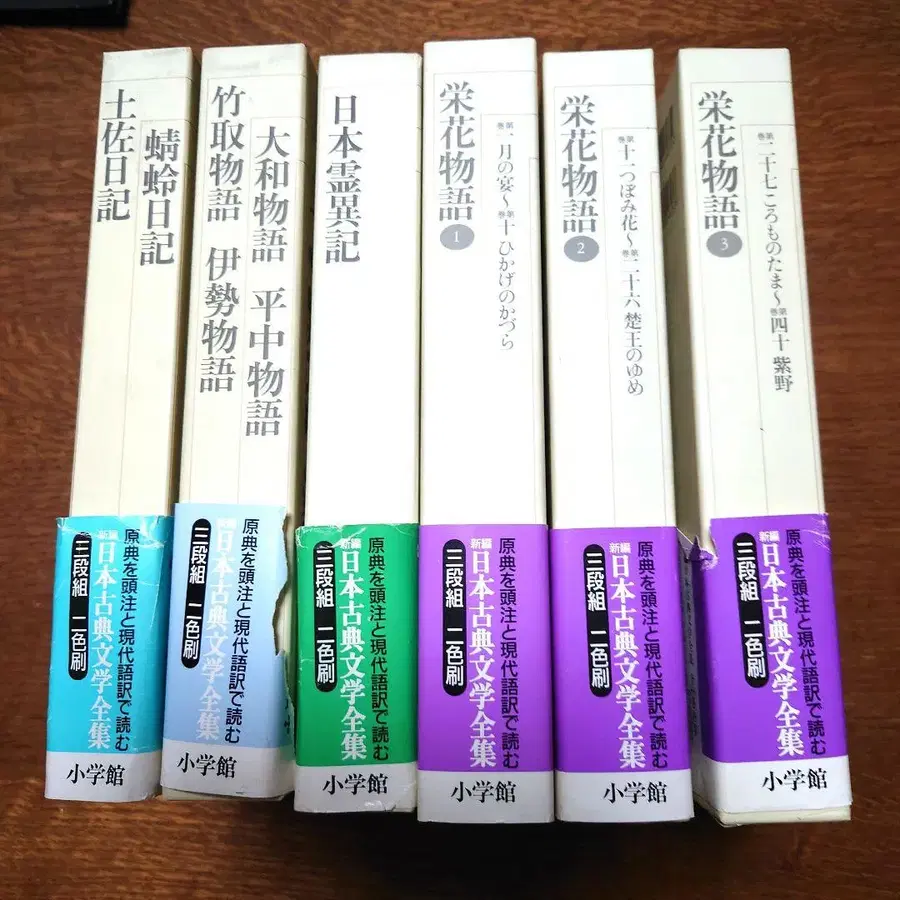 土佐日記
蜻蛉日記
原典を頭注と現代語訳で読む
新編 日本古典文学全集
三段組 二色刷
小学館
竹取物語 伊勢物語
大和物語 平中物語
原典を頭注と現代語訳で読む
新編 日本古典文学全集
三段組 二色刷
小学館
日本霊異記
原典を頭注と現代語訳で読む
新編 日本古典文学全集
三段組 二色刷
小学館
栄花物語 1
巻第一 月の宴～巻第十 ひかげのかづら
原典を頭注と現代語訳で読む
新編 日本古典文学全集
三段組 二色刷
小学館
栄花物語 2
巻第十一 つぼみ花～巻第二十六 楚王のゆめ
原典を頭注と現代語訳で読む
新編 日本古典文学全集
三段組 二色刷
小学館
栄花物語 3
巻第二十七 ころものたま～巻第四十 紫野
原典を頭注と現代語訳で読む
新編 日本古典文学全集
三段組 二色刷
小学館